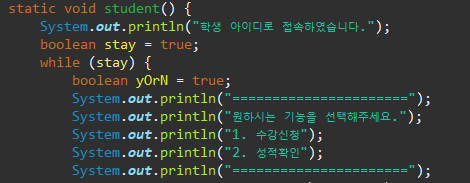 static void student() {
System.out.println("학생 아이디로 접속하였습니다.");
boolean stay = true;
while (stay) {
boolean yOrN = true;
System.out.println("======================");
System.out.println("원하시는 기능을 선택해주세요.");
System.out.println("1. 수강신청");
System.out.println("2. 성적확인");
System.out.println("======================");